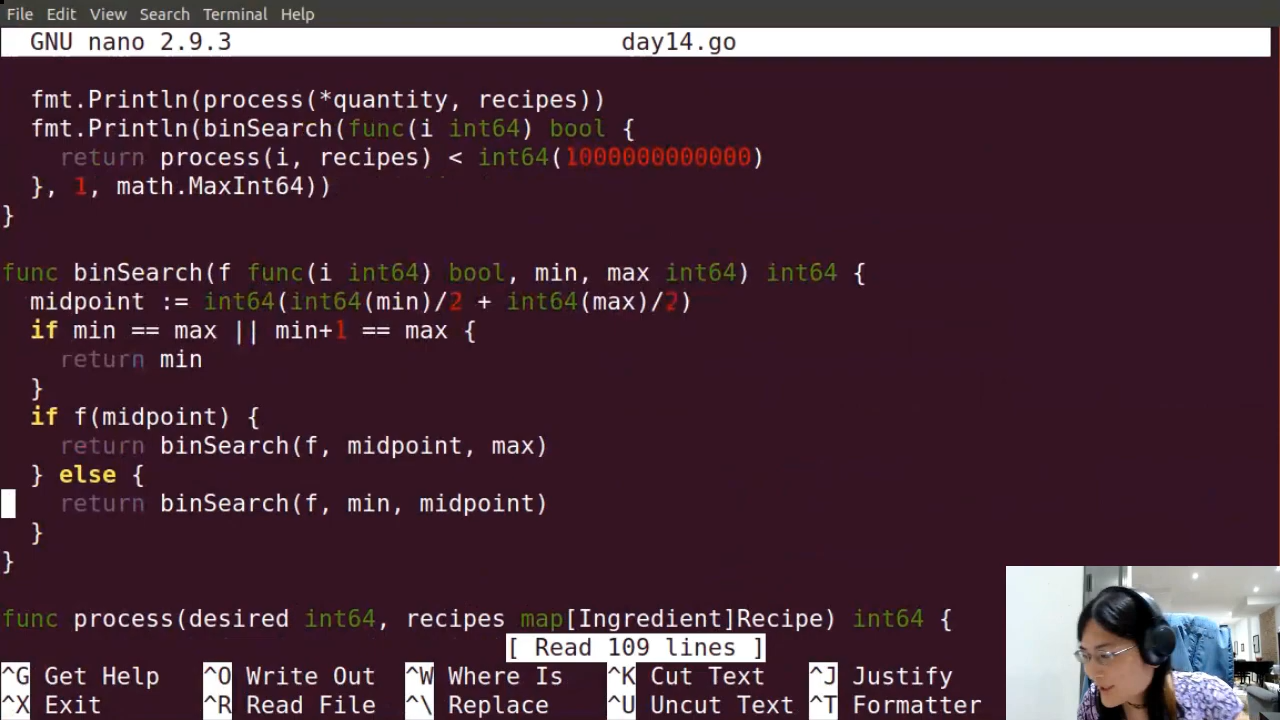 File Edit View Search Terminal Help
GNU nano 2.9.3 day14.go
fmt.Println(process(*quantity, recipes))
fmt.Println(binSearch(func(i int64) bool {
return process(i, recipes) < int64(1000000000000)
}, 1, math.MaxInt64))
}
func binSearch(f func(i int64) bool, min, max int64) int64 {
midpoint := int64(int64(min)/2 + int64(max)/2)
if min == max || min+1 == max {
return min
}
if f(midpoint) {
return binSearch(f, midpoint, max)
} else {
return binSearch(f, min, midpoint)
}
}
func process(desired int64, recipes map[Ingredient]Recipe) int64 {
[ Read 109 lines ]
^G Get Help ^O Write Out ^W Where Is ^K Cut Text ^J Justify
^X Exit ^R Read File ^\ Replace ^U Uncut Text ^T Formatter